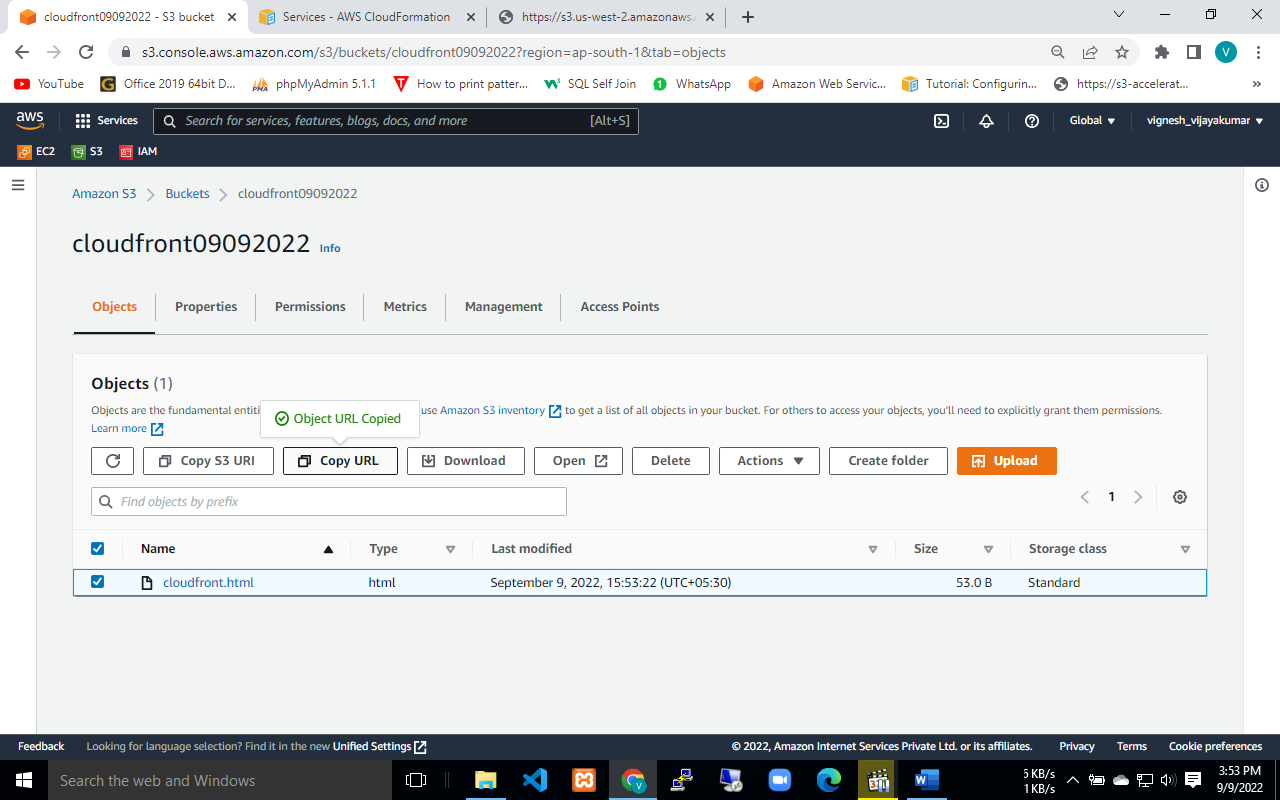 cloudfront09092022 - S3 bucket
Services - AWS CloudFormation
https://s3.us-west-2.amazonaws.
s3.console.aws.amazon.com/s3/buckets/cloudfront09092022?region=ap-south-1&tab=objects
V
YouTube
Office 2019 64bit D...
phpMyAdmin 5.1.1
How to print patter...
SQL Self Join
WhatsApp
Amazon Web Servic...
Tutorial: Configurin...
https://s3-accelerat...
»
aws
Services
Search for services, features, blogs, docs, and more
[Alt+S]
Global
vignesh_vijayakumar
EC2
S3
IAM
Amazon S3
Buckets
cloudfront09092022
cloudfront09092022 Info
Objects
Properties
Permissions
Metrics
Management
Access Points
Objects (1)
Objects are the fundamental entiti
use Amazon S3 inventory to get a list of all objects in your bucket. For others to access your objects, you'll need to explicitly grant them permissions.
Object URL Copied
Learn more
Copy S3 URI
Copy URL
Download
Open
Delete
Actions
Create folder
Upload
Find objects by prefix
1
Name
Type
Last modified
Size
Storage class
cloudfront.html
html
September 9, 2022, 15:53:22 (UTC+05:30)
53.0 B
Standard
Feedback
Looking for language selection? Find it in the new Unified Settings
© 2022, Amazon Internet Services Private Ltd. or its affiliates.
Privacy
Terms
Cookie preferences
Search the web and Windows
5 KB/s
1 KB/s
3:53 PM
9/9/2022